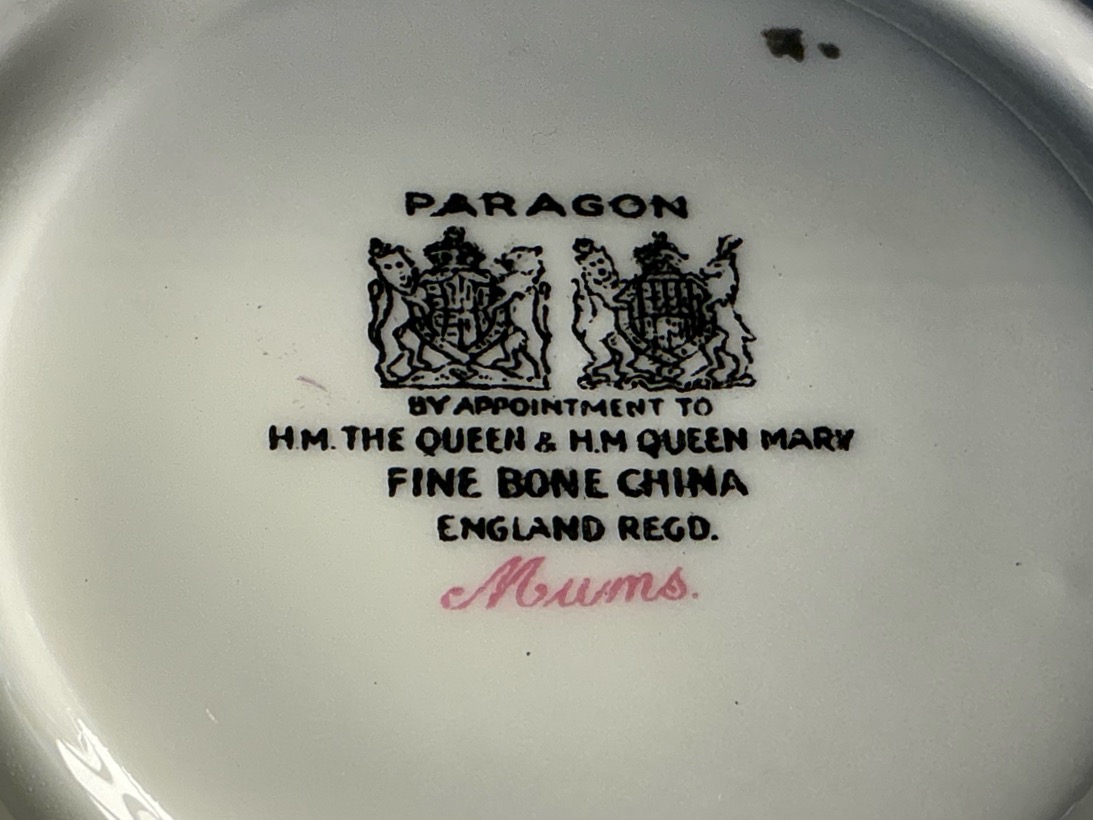 PARAGON
BY APPOINTMENT TO
H.M. THE QUEEN & H.M QUEEN MARY
FINE BONE CHINA
ENGLAND REGD.
Mums.